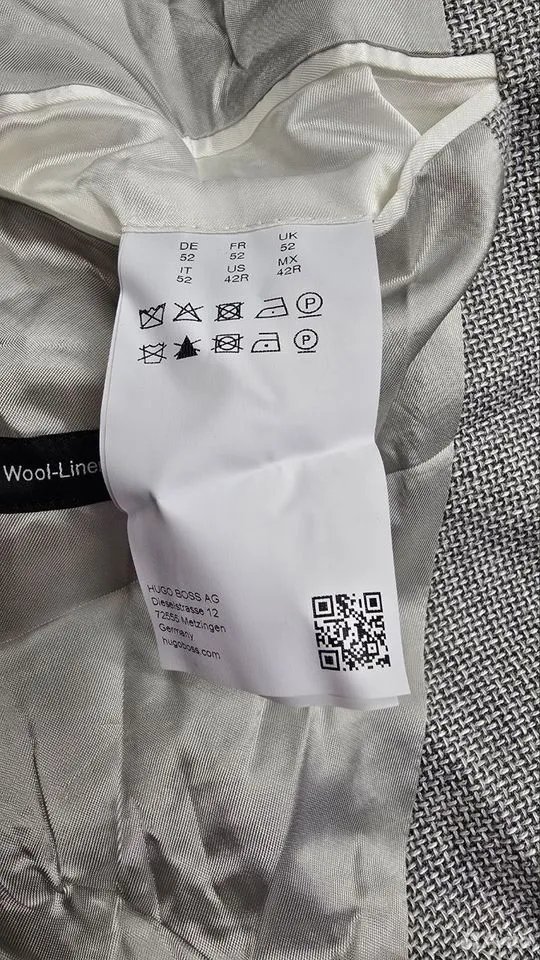 DE FR UK
52 52 52
IT US MX
52 42R 42R
P
P
Wool-Line
HUGO BOSS AG
Dieselstrasse 12
72555 Metzingen
Germany
hugoboss.com